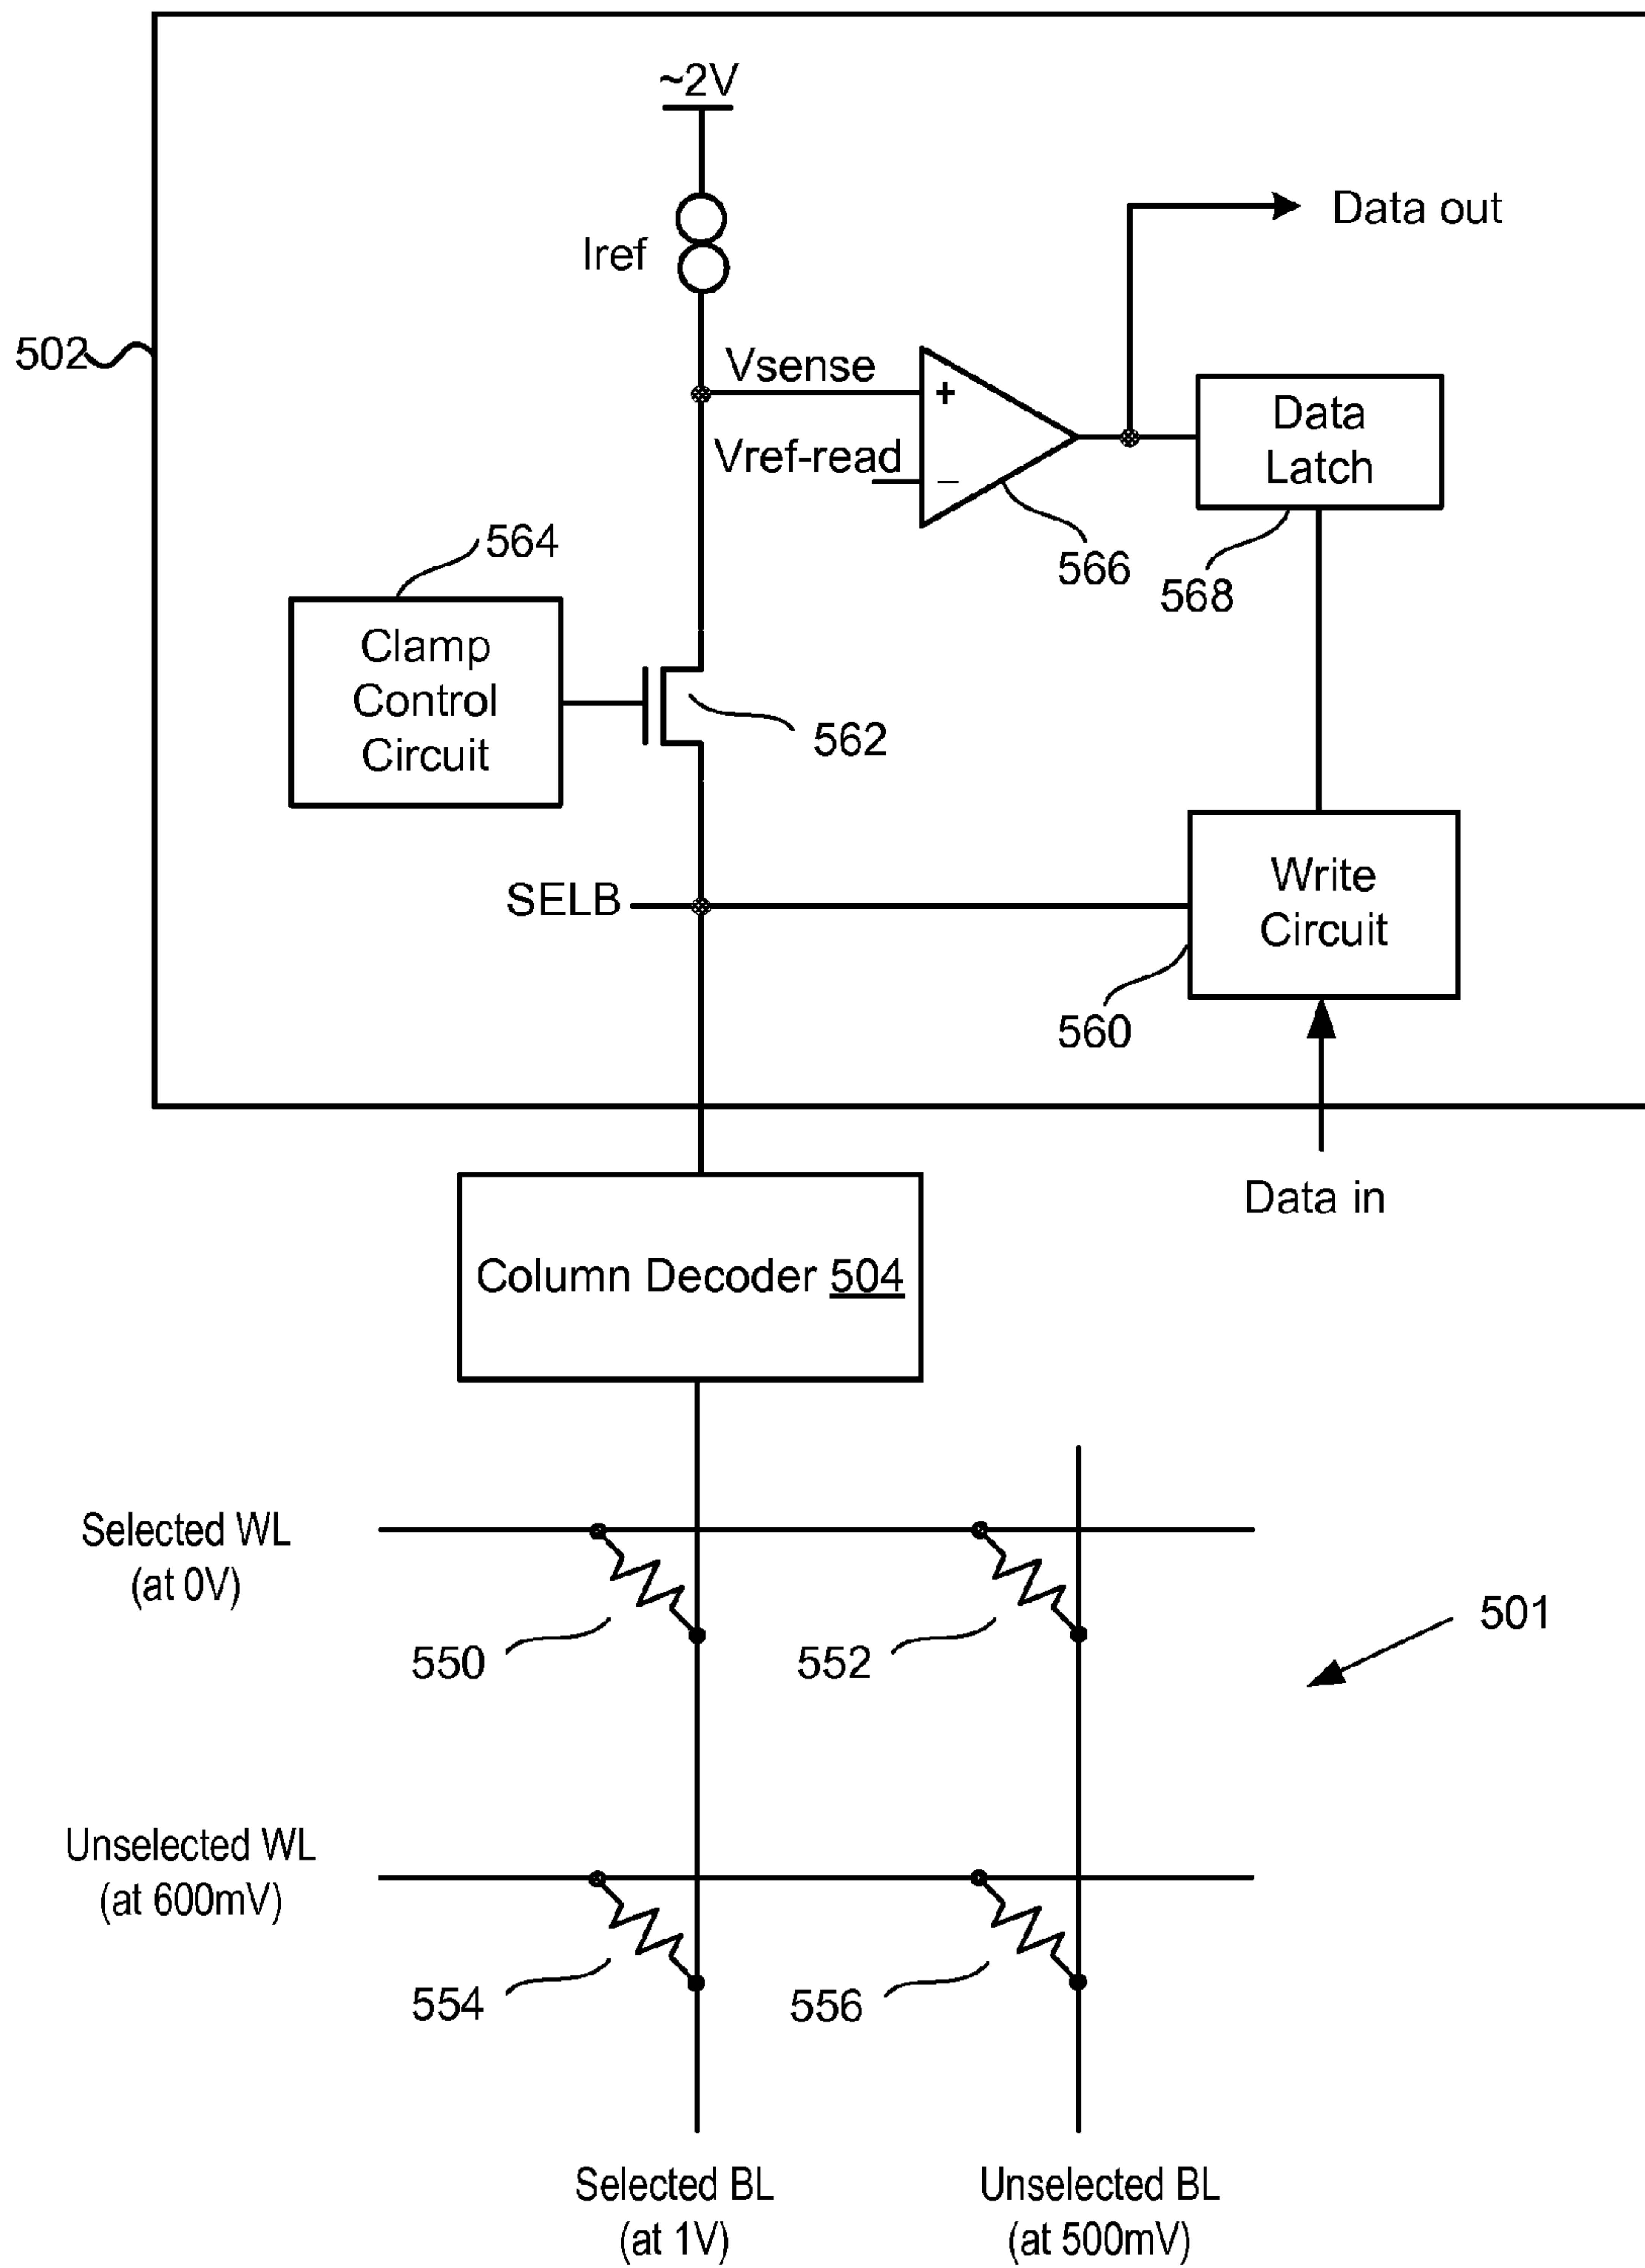 ~2V
Iref
Data out
502
Vsense
+
Vref-read
−
Data
Latch
564
566
568
Clamp
Control
Circuit
562
SELB
Write
Circuit
560
Data in
Column Decoder 504
Selected WL
(at 0V)
550
552
501
Unselected WL
(at 600mV)
554
556
Selected BL
(at 1V)
Unselected BL
(at 500mV)